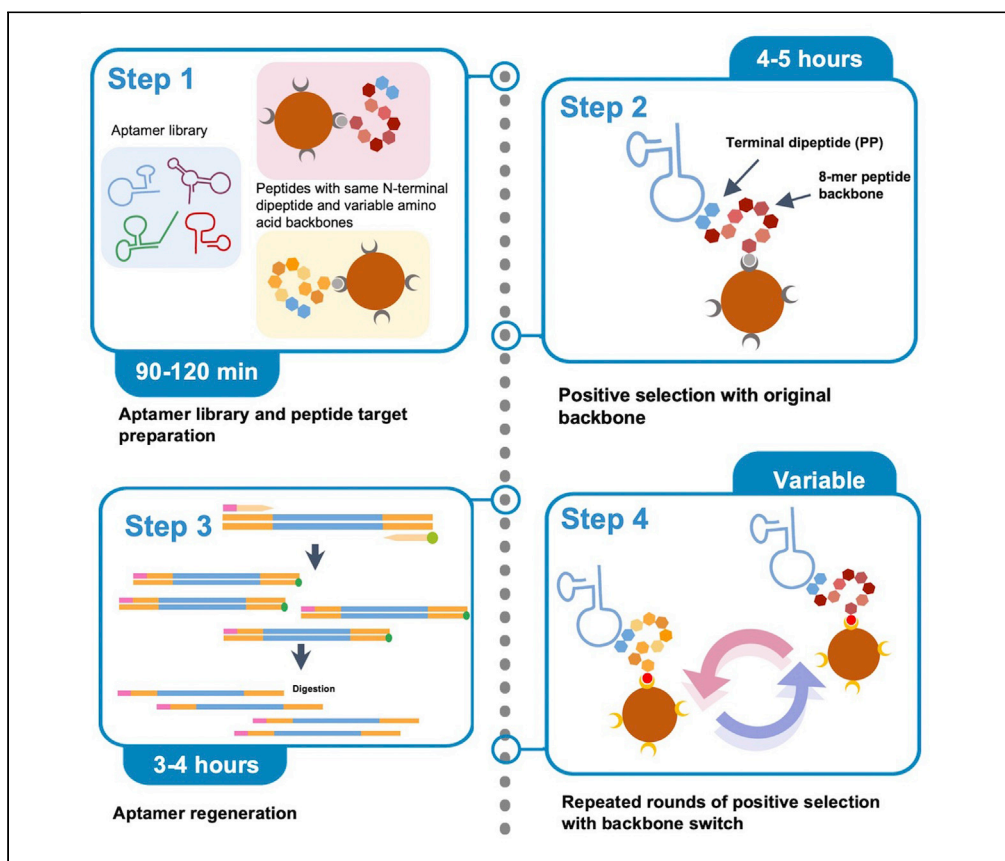 Step 1
Aptamer library
Peptides with same N-terminal
dipeptide and variable amino
acid backbones
90-120 min
Aptamer library and peptide target
preparation
4-5 hours
Step 2
Terminal dipeptide (PP)
8-mer peptide
backbone
Positive selection with original
backbone
Step 3
Digestion
3-4 hours
Aptamer regeneration
Variable
Step 4
Repeated rounds of positive selection
with backbone switch